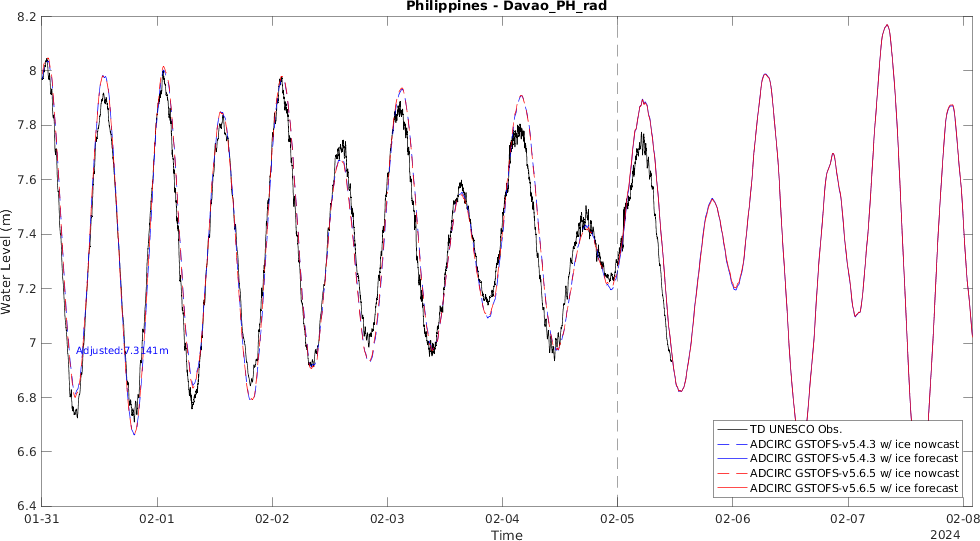 Philippines - Davao_PH_rad
8.2
8
7.8
7.6
7.4
7.2
7
6.8
6.6
6.4
Water Level (m)
Adjusted:7.3141m
TD UNESCO Obs.
ADCIRC GSTOFS-v5.4.3 w/ ice nowcast
ADCIRC GSTOFS-v5.4.3 w/ ice forecast
ADCIRC GSTOFS-v5.6.5 w/ ice nowcast
ADCIRC GSTOFS-v5.6.5 w/ ice forecast
01-31 02-01 02-02 02-03 02-04 02-05 02-06 02-07 02-08
Time 2024